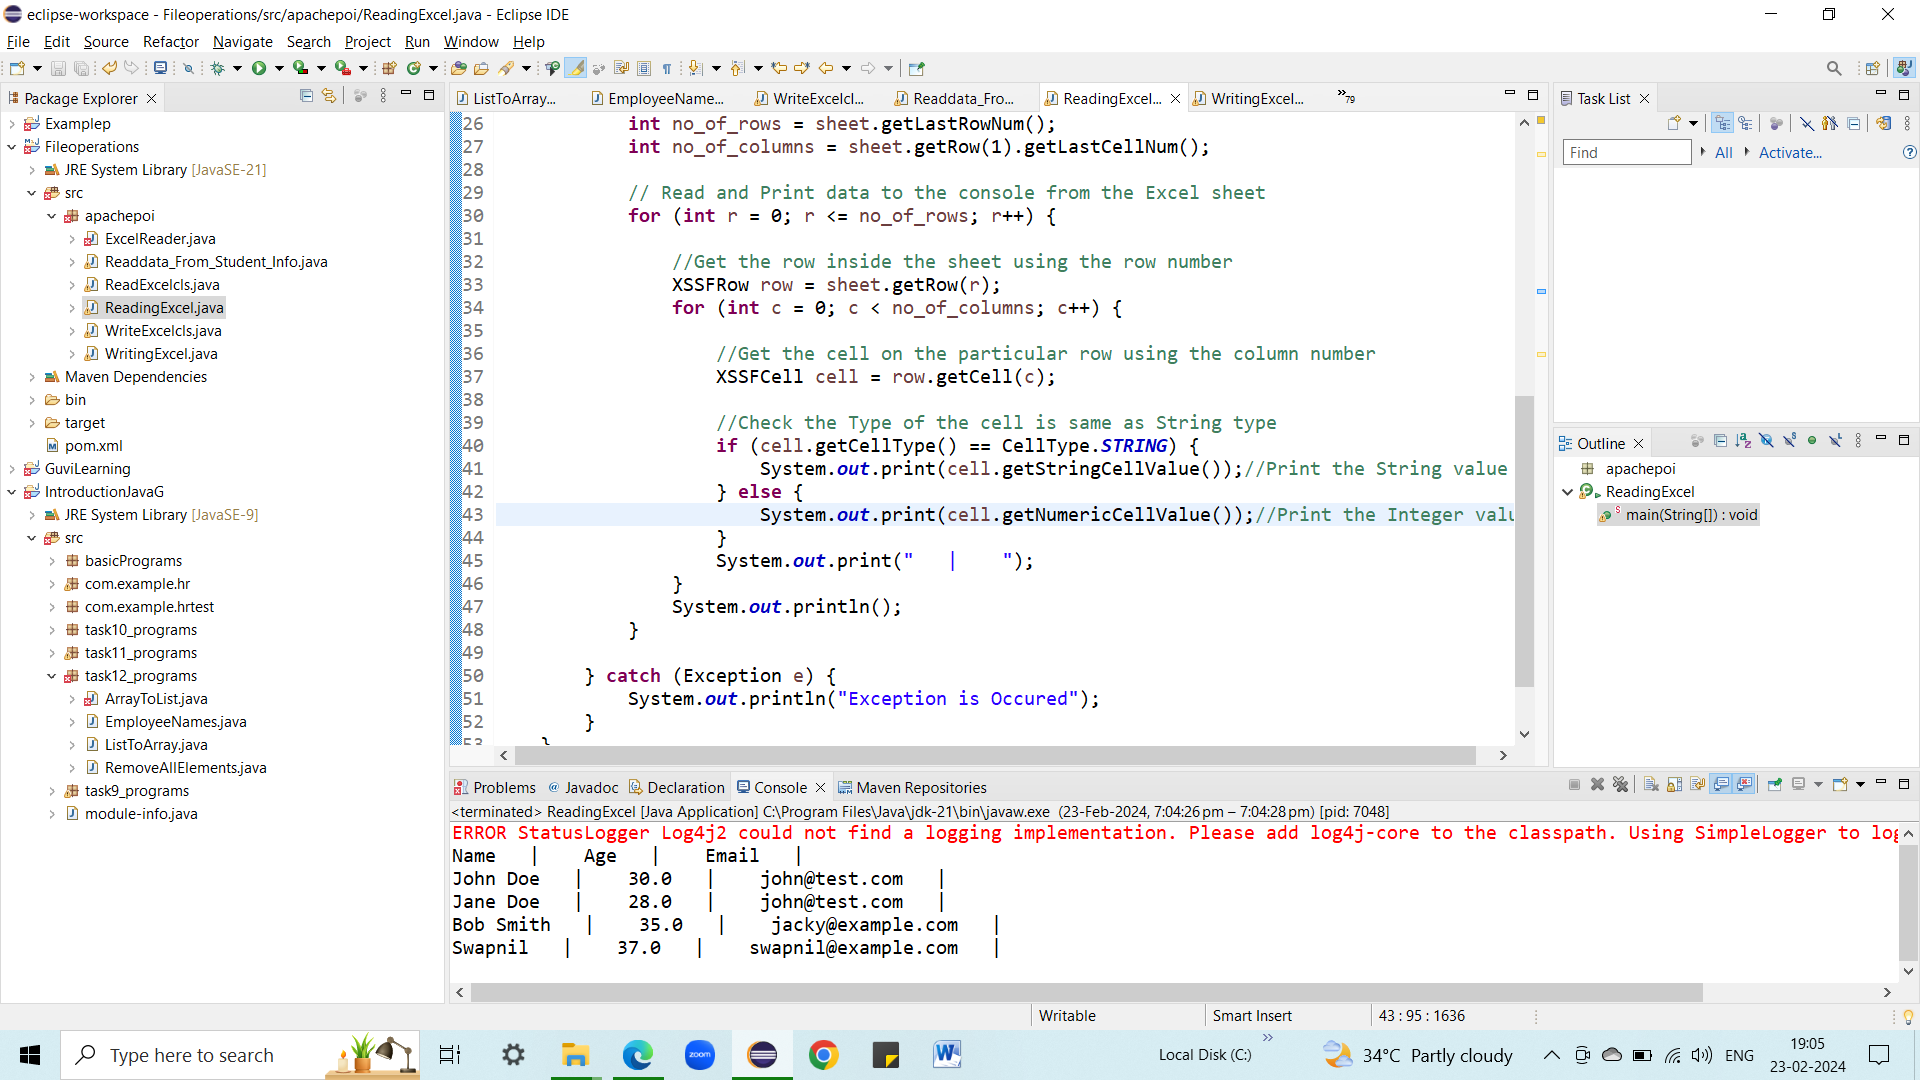 eclipse-workspace - Fileoperations/src/apachepoi/ReadingExcel.java - Eclipse IDE
File Edit Source Refactor Navigate Search Project Run Window Help
Package Explorer
Examplep
Fileoperations
JRE System Library [JavaSE-21]
src
apachepoi
ExcelReader.java
Readdata_From_Student_Info.java
ReadExcelcls.java
ReadingExcel.java
WriteExcelcls.java
WritingExcel.java
Maven Dependencies
bin
target
pom.xml
GuviLearning
IntroductionJavaG
JRE System Library [JavaSE-9]
src
basicPrograms
com.example.hr
com.example.hrtest
task10_programs
task11_programs
task12_programs
ArrayToList.java
EmployeeNames.java
ListToArray.java
RemoveAllElements.java
task9_programs
module-info.java
ListToArray... EmployeeName... WriteExcelcl... Readdata_Fro... ReadingExcel... WritingExcel... »79
26 int no_of_rows = sheet.getLastRowNum();
27 int no_of_columns = sheet.getRow(1).getLastCellNum();
28
29 // Read and Print data to the console from the Excel sheet
30 for (int r = 0; r <= no_of_rows; r++) {
31
32 //Get the row inside the sheet using the row number
33 XSSFRow row = sheet.getRow(r);
34 for (int c = 0; c < no_of_columns; c++) {
35
36 //Get the cell on the particular row using the column number
37 XSSFCell cell = row.getCell(c);
38
39 //Check the Type of the cell is same as String type
40 if (cell.getCellType() == CellType.STRING) {
41 System.out.print(cell.getStringCellValue());//Print the String value
42 } else {
43 System.out.print(cell.getNumericCellValue());//Print the Integer valu
44 }
45 System.out.print("   |    ");
46 }
47 System.out.println();
48 }
49
50 } catch (Exception e) {
51 System.out.println("Exception is Occured");
52 }
53 }
Task List
Find All Activate...
Outline
apachepoi
ReadingExcel
main(String[]) : void
Problems Javadoc Declaration Console Maven Repositories
<terminated> ReadingExcel [Java Application] C:\Program Files\Java\jdk-21\bin\javaw.exe (23-Feb-2024, 7:04:26 pm – 7:04:28 pm) [pid: 7048]
ERROR StatusLogger Log4j2 could not find a logging implementation. Please add log4j-core to the classpath. Using SimpleLogger to log
Name   |    Age   |    Email   |
John Doe   |    30.0   |    john@test.com   |
Jane Doe   |    28.0   |    john@test.com   |
Bob Smith   |    35.0   |    jacky@example.com   |
Swapnil   |    37.0   |    swapnil@example.com   |
Writable Smart Insert 43 : 95 : 1636
Type here to search
zoom
Local Disk (C:)
34°C Partly cloudy
ENG
19:05
23-02-2024